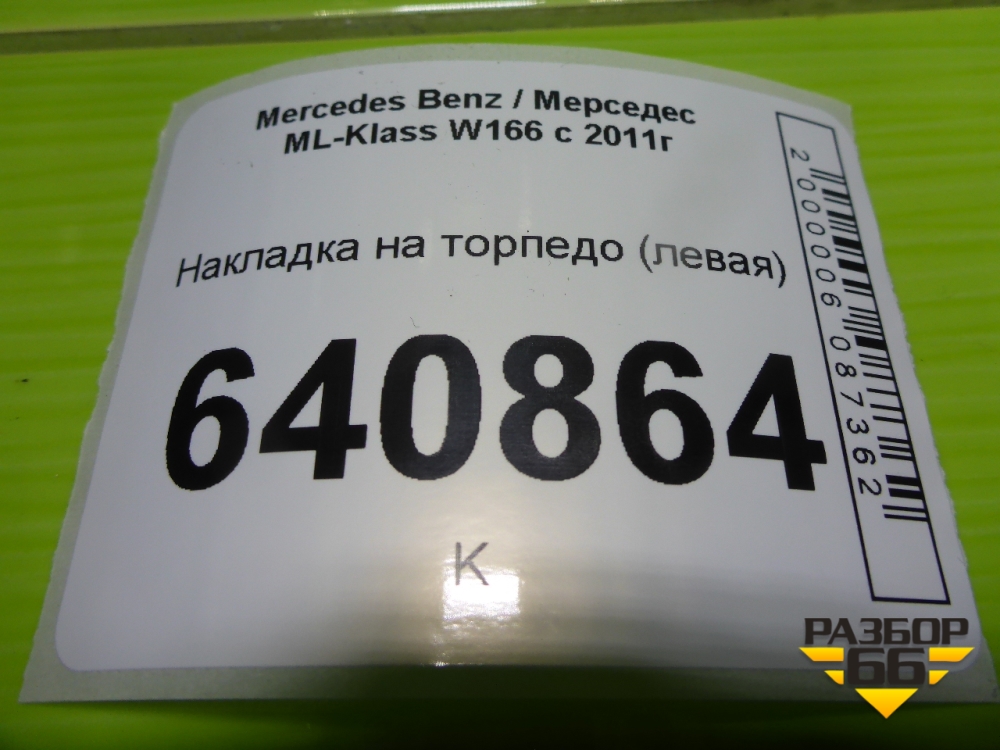 Mercedes Benz / Мерседес
ML-Klass W166 с 2011г
Накладка на торпедо (левая)
640864
К
2000006087362
РАЗБОР
66